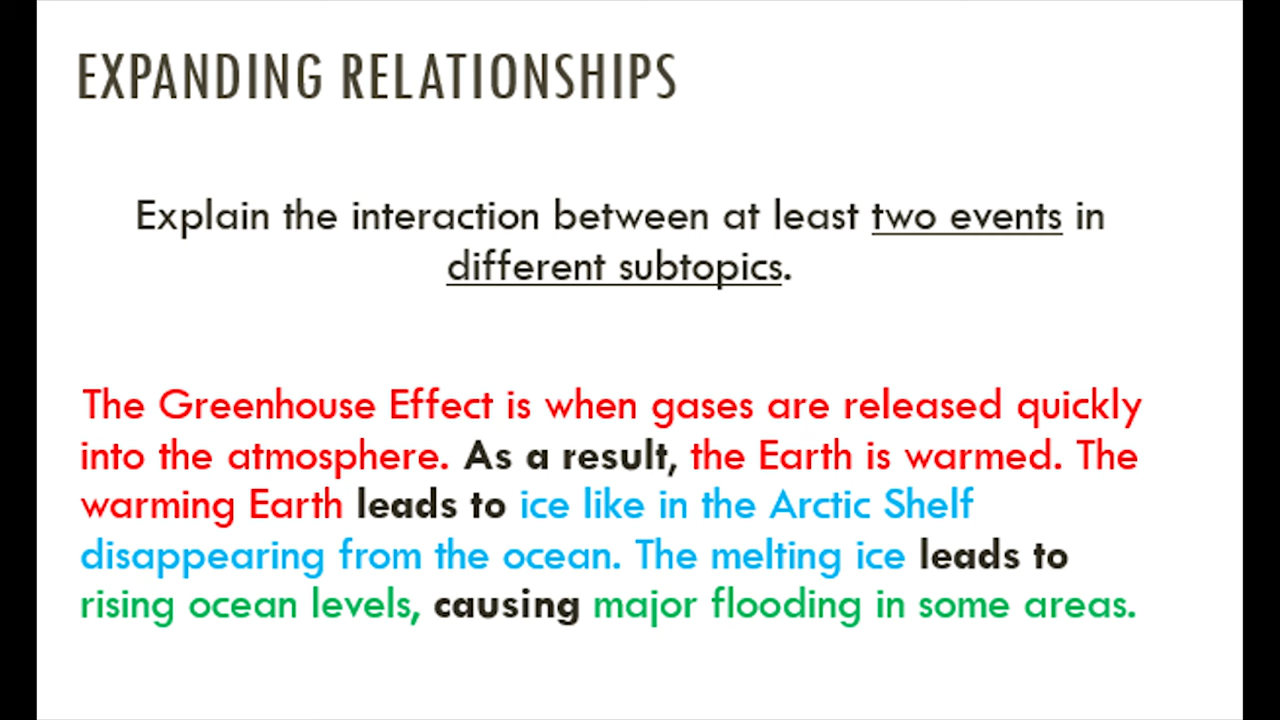 EXPANDING RELATIONSHIPS
Explain the interaction between at least two events in
different subtopics.
The Greenhouse Effect is when gases are released quickly
into the atmosphere. As a result, the Earth is warmed. The
warming Earth leads to ice like in the Arctic Shelf
disappearing from the ocean. The melting ice leads to
rising ocean levels, causing major flooding in some areas.